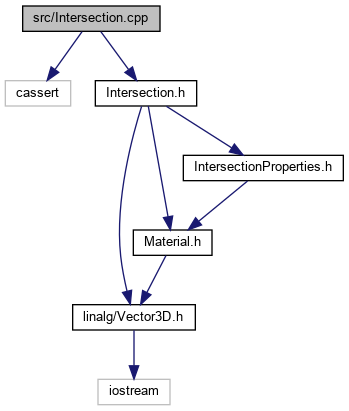 src/Intersection.cpp
cassert
Intersection.h
IntersectionProperties.h
Material.h
linalg/Vector3D.h
iostream